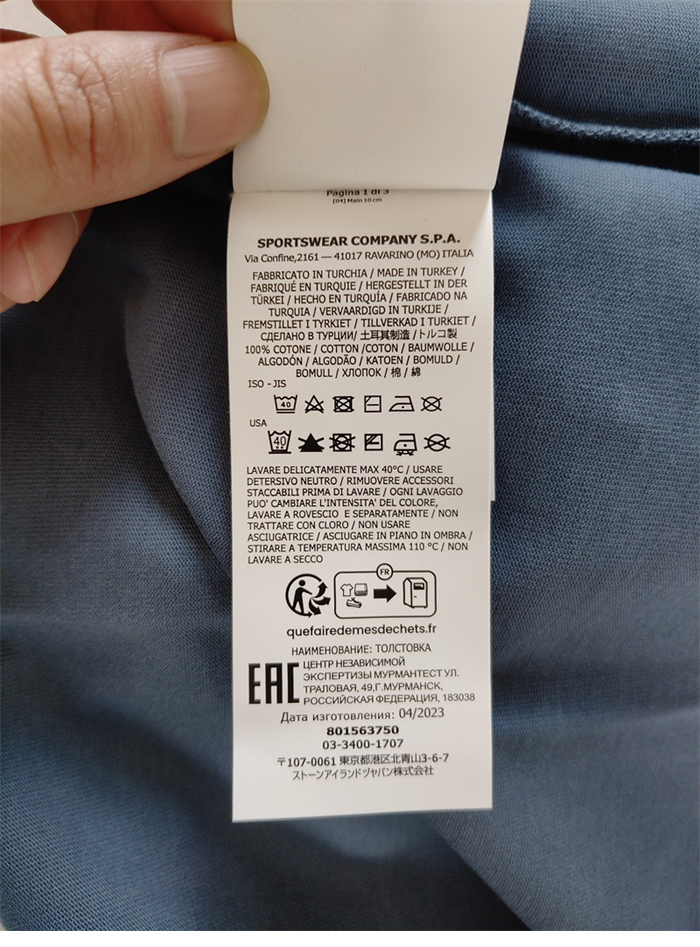 Pagina 1 di 3
[04] Main 10 cm
SPORTSWEAR COMPANY S.P.A.
Via Confine,2161 — 41017 RAVARINO (MO) ITALIA
FABBRICATO IN TURCHIA / MADE IN TURKEY /
FABRIQUÉ EN TURQUIE / HERGESTELLT IN DER
TÜRKEI / HECHO EN TURQUÍA / FABRICADO NA
TURQUIA / VERVAARDIGD IN TURKIJE /
FREMSTILLET I TYRKIET / TILLVERKAD I TURKIET /
СДЕЛАНО В ТУРЦИИ/ 土耳其制造 /トルコ製
100% COTONE / COTTON /COTON / BAUMWOLLE /
ALGODÓN / ALGODÃO / KATOEN / BOMULD /
BOMULL / ХЛОПОК / 棉 / 綿
ISO - JIS
40
USA
40
LAVARE DELICATAMENTE MAX 40°C / USARE
DETERSIVO NEUTRO / RIMUOVERE ACCESSORI
STACCABILI PRIMA DI LAVARE / OGNI LAVAGGIO
PUO' CAMBIARE L'INTENSITA' DEL COLORE,
LAVARE A ROVESCIO E SEPARATAMENTE / NON
TRATTARE CON CLORO / NON USARE
ASCIUGATRICE / ASCIUGARE IN PIANO IN OMBRA /
STIRARE A TEMPERATURA MASSIMA 110 °C / NON
LAVARE A SECCO
FR
quefairedemesdechets.fr
НАИМЕНОВАНИЕ: ТОЛСТОВКА
EAC
ЦЕНТР НЕЗАВИСИМОЙ
ЭКСПЕРТИЗЫ МУРМАНТЕСТ УЛ.
ТРАЛОВАЯ, 49,Г.МУРМАНСК,
РОССИЙСКАЯ ФЕДЕРАЦИЯ, 183038
Дата изготовления: 04/2023
801563750
03-3400-1707
〒107-0061 東京都港区北青山3-6-7
ストーンアイランドジャパン株式会社